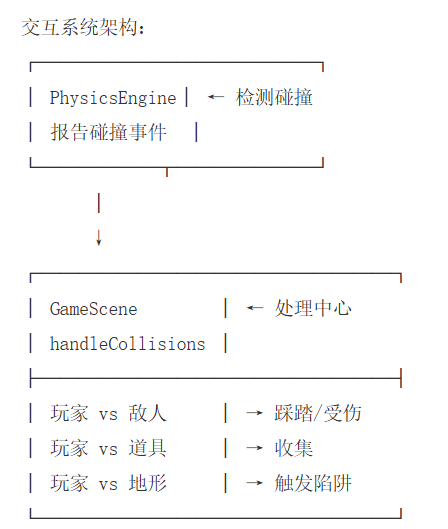 交互系统架构：
PhysicsEngine ← 检测碰撞
报告碰撞事件
↓
GameScene ← 处理中心
handleCollisions
玩家 vs 敌人 → 踩踏/受伤
玩家 vs 道具 → 收集
玩家 vs 地形 → 触发陷阱